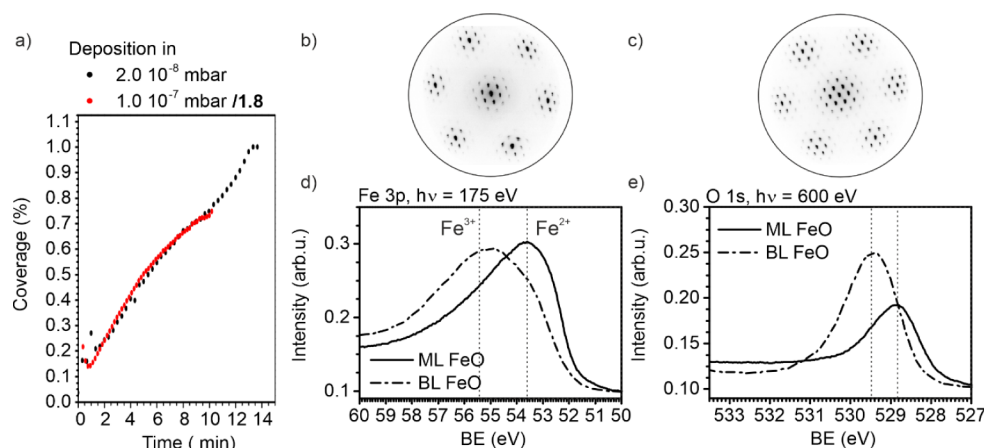 a)
Deposition in
• 2.0 10⁻⁸ mbar
• 1.0 10⁻⁷ mbar /1.8
1.1
1.0
0.9
0.8
0.7
0.6
0.5
0.4
0.3
0.2
0.1
0.0
Coverage (%)
0 2 4 6 8 10 12 14
Time ( min)
b)
c)
d)
Fe 3p, hν = 175 eV
Fe³⁺
Fe²⁺
0.3
0.2
0.1
Intensity (arb.u.)
ML FeO
BL FeO
60 59 58 57 56 55 54 53 52 51 50
BE (eV)
e)
O 1s, hν = 600 eV
ML FeO
BL FeO
0.30
0.25
0.20
0.15
0.10
Intensity (arb.u.)
533 532 531 530 529 528 527
BE (eV)